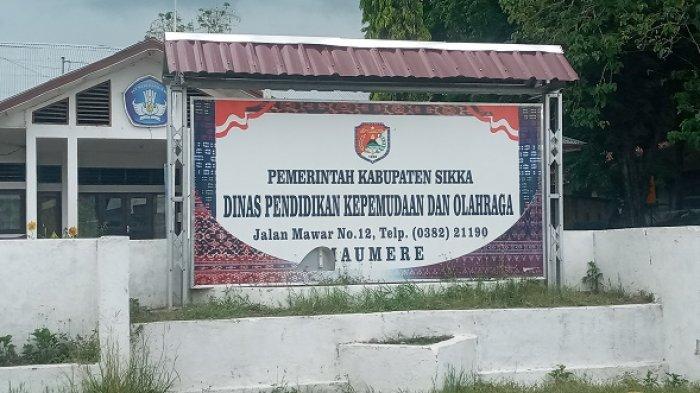 PEMERINTAH KABUPATEN SIKKA
DINAS PENDIDIKAN KEPEMUDAAN DAN OLAHRAGA
Jalan Mawar No.12, Telp. (0382) 21190
MAUMERE